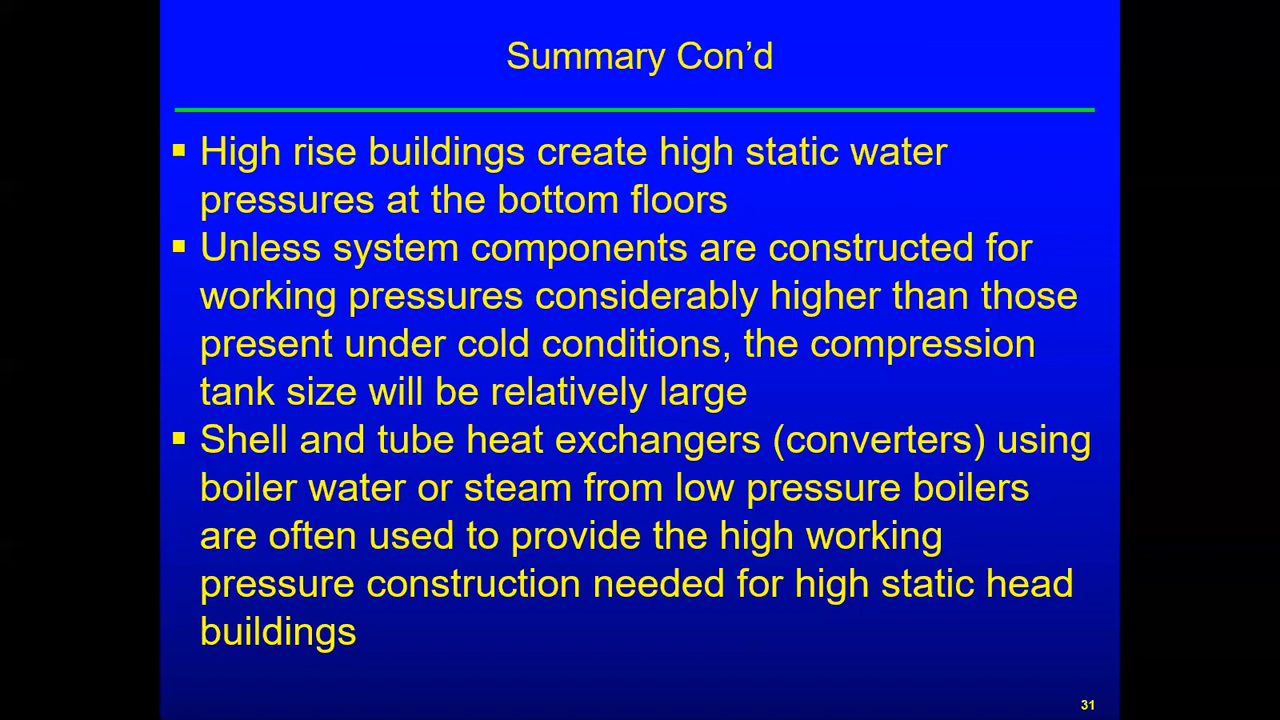 Summary Con’d
▪ High rise buildings create high static water
pressures at the bottom floors
▪ Unless system components are constructed for
working pressures considerably higher than those
present under cold conditions, the compression
tank size will be relatively large
▪ Shell and tube heat exchangers (converters) using
boiler water or steam from low pressure boilers
are often used to provide the high working
pressure construction needed for high static head
buildings
31